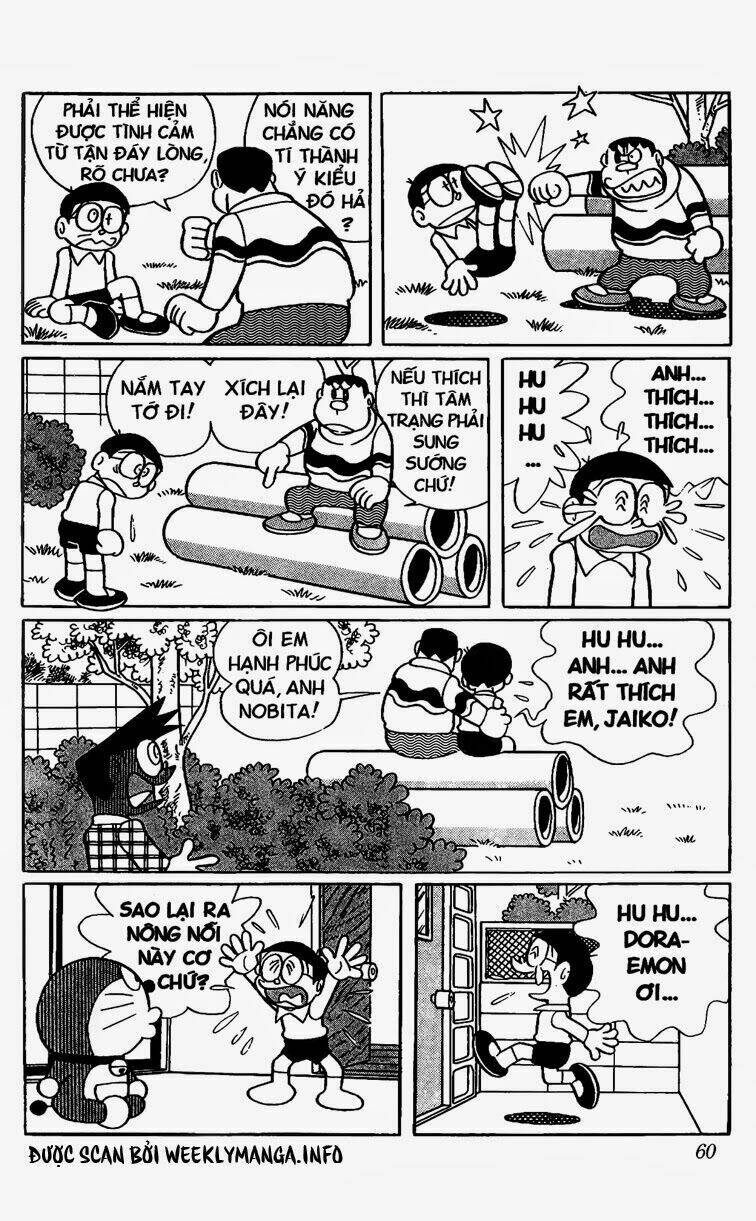 NÓI NĂNG
CHẲNG CÓ
TÍ THÀNH
Ý KIỂU
ĐÓ HẢ
?
PHẢI THỂ HIỆN
ĐƯỢC TÌNH CẢM
TỪ TẬN ĐÁY LÒNG,
RÕ CHƯA?
ANH...
THÍCH...
THÍCH...
THÍCH...
HU
HU
HU
...
NẾU THÍCH
THÌ TÂM
TRẠNG PHẢI
SUNG
SƯỚNG
CHỨ!
XÍCH LẠI
ĐÂY!
NẮM TAY
TỚ ĐI!
HU HU...
ANH... ANH
RẤT THÍCH
EM, JAIKO!
ÔI EM
HẠNH PHÚC
QUÁ, ANH
NOBITA!
HU HU...
DORA-
EMON
ƠI...
SAO LẠI RA
NÔNG NỖI
NÀY CƠ
CHỨ?
ĐƯỢC SCAN BỞI WEEKLYMANGA.INFO
60